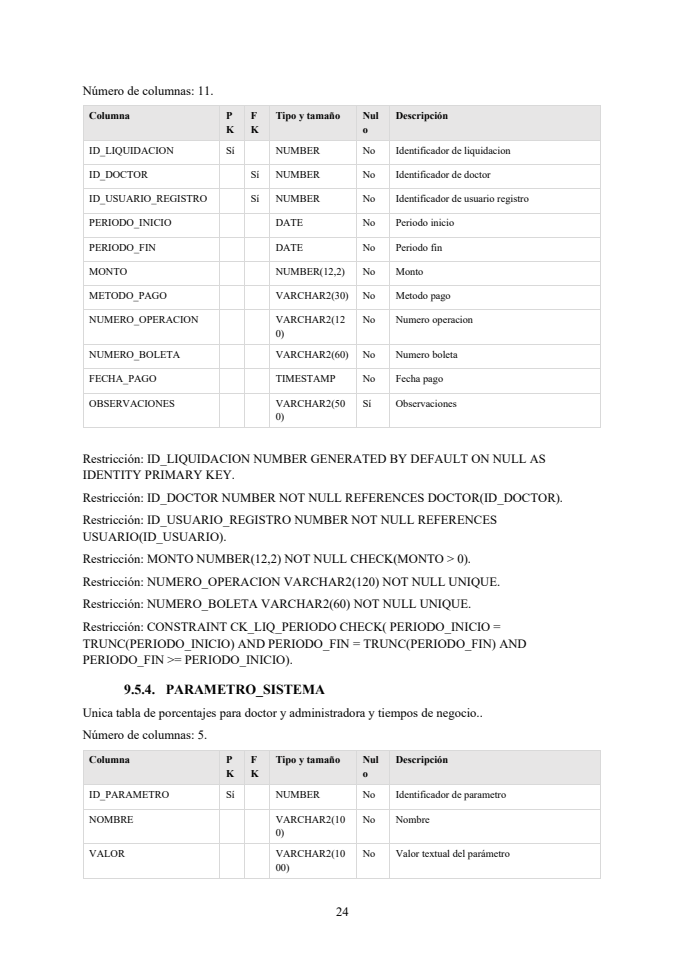 Número de columnas: 11.
Columna P K F K Tipo y tamaño Nul o Descripción
ID_LIQUIDACION Sí NUMBER No Identificador de liquidacion
ID_DOCTOR Sí NUMBER No Identificador de doctor
ID_USUARIO_REGISTRO Sí NUMBER No Identificador de usuario registro
PERIODO_INICIO DATE No Periodo inicio
PERIODO_FIN DATE No Periodo fin
MONTO NUMBER(12,2) No Monto
METODO_PAGO VARCHAR2(30) No Metodo pago
NUMERO_OPERACION VARCHAR2(12 0) No Numero operacion
NUMERO_BOLETA VARCHAR2(60) No Numero boleta
FECHA_PAGO TIMESTAMP No Fecha pago
OBSERVACIONES VARCHAR2(50 0) Sí Observaciones
Restricción: ID_LIQUIDACION NUMBER GENERATED BY DEFAULT ON NULL AS
IDENTITY PRIMARY KEY.
Restricción: ID_DOCTOR NUMBER NOT NULL REFERENCES DOCTOR(ID_DOCTOR).
Restricción: ID_USUARIO_REGISTRO NUMBER NOT NULL REFERENCES
USUARIO(ID_USUARIO).
Restricción: MONTO NUMBER(12,2) NOT NULL CHECK(MONTO > 0).
Restricción: NUMERO_OPERACION VARCHAR2(120) NOT NULL UNIQUE.
Restricción: NUMERO_BOLETA VARCHAR2(60) NOT NULL UNIQUE.
Restricción: CONSTRAINT CK_LIQ_PERIODO CHECK( PERIODO_INICIO =
TRUNC(PERIODO_INICIO) AND PERIODO_FIN = TRUNC(PERIODO_FIN) AND
PERIODO_FIN >= PERIODO_INICIO).
9.5.4. PARAMETRO_SISTEMA
Unica tabla de porcentajes para doctor y administradora y tiempos de negocio..
Número de columnas: 5.
Columna P K F K Tipo y tamaño Nul o Descripción
ID_PARAMETRO Sí NUMBER No Identificador de parametro
NOMBRE VARCHAR2(10 0) No Nombre
VALOR VARCHAR2(10 00) No Valor textual del parámetro
24